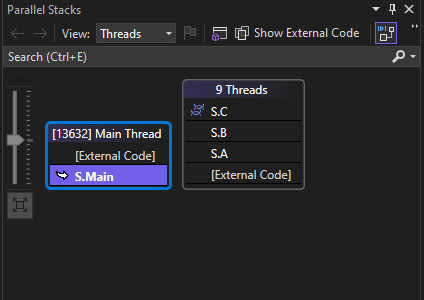 Parallel Stacks
View: Threads Show External Code
Search (Ctrl+E)
9 Threads
S.C
S.B
S.A
[External Code]
[13632] Main Thread
[External Code]
S.Main